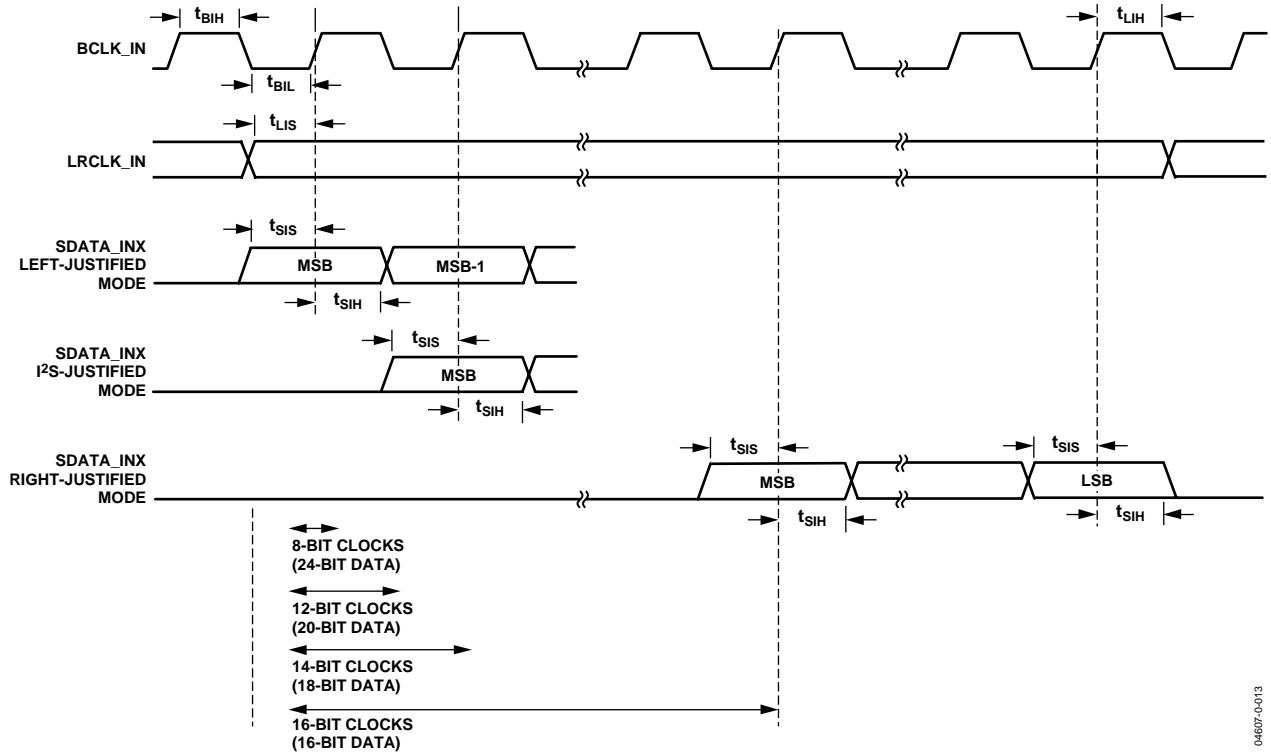 tBIH
tLIH
BCLK_IN
tBIL
tLIS
LRCLK_IN
tSIS
SDATA_INX
LEFT-JUSTIFIED
MODE
MSB
MSB-1
tSIH
tSIS
SDATA_INX
I2S-JUSTIFIED
MODE
MSB
tSIH
tSIS
tSIS
SDATA_INX
RIGHT-JUSTIFIED
MODE
MSB
LSB
tSIH
tSIH
8-BIT CLOCKS
(24-BIT DATA)
12-BIT CLOCKS
(20-BIT DATA)
14-BIT CLOCKS
(18-BIT DATA)
16-BIT CLOCKS
(16-BIT DATA)
04607-0-013